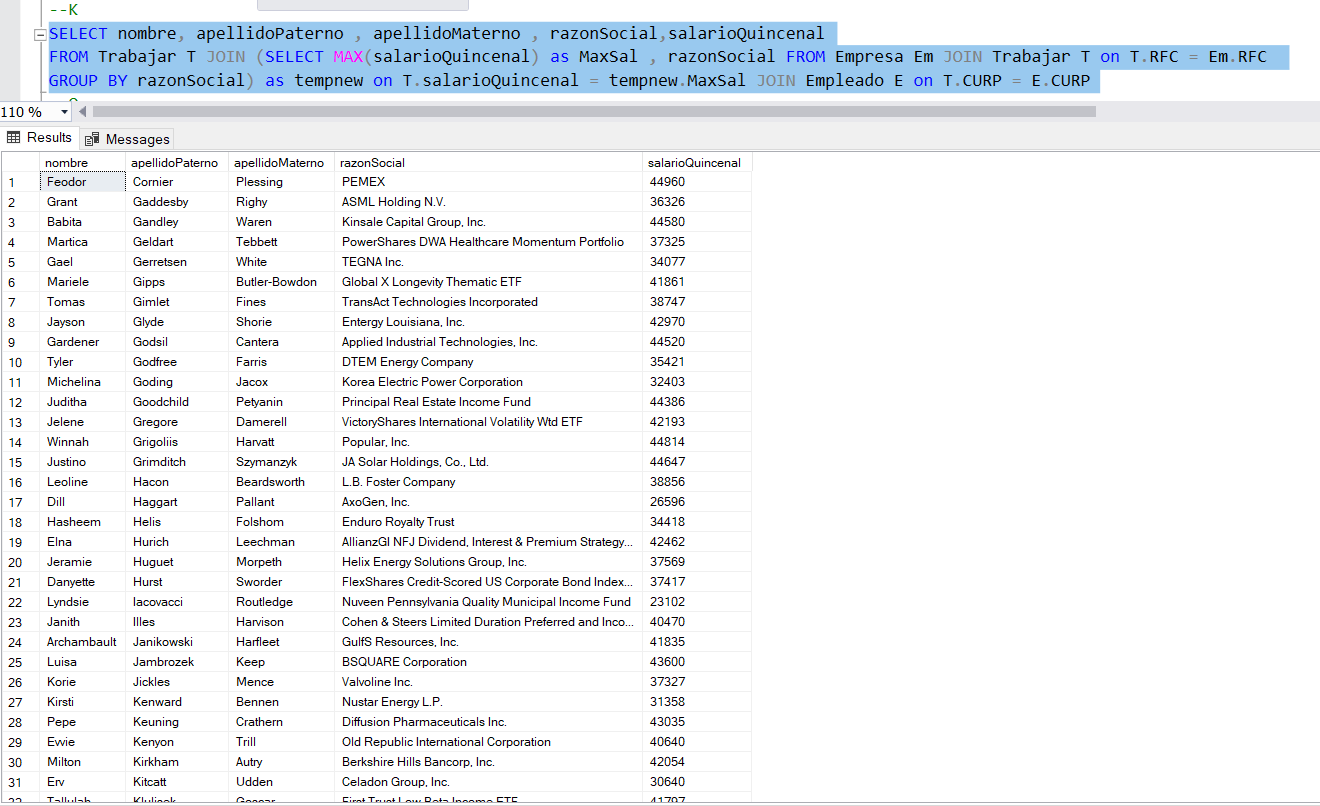 --K
SELECT nombre, apellidoPaterno , apellidoMaterno , razonSocial,salarioQuincenal
FROM Trabajar T JOIN (SELECT MAX(salarioQuincenal) as MaxSal , razonSocial FROM Empresa Em JOIN Trabajar T on T.RFC = Em.RFC
GROUP BY razonSocial) as tempnew on T.salarioQuincenal = tempnew.MaxSal JOIN Empleado E on T.CURP = E.CURP
110 %
Results Messages
nombre apellidoPaterno apellidoMaterno razonSocial salarioQuincenal
1 Feodor Cornier Plessing PEMEX 44960
2 Grant Gaddesby Righy ASML Holding N.V. 36326
3 Babita Gandley Waren Kinsale Capital Group, Inc. 44580
4 Martica Geldart Tebbett PowerShares DWA Healthcare Momentum Portfolio 37325
5 Gael Gerretsen White TEGNA Inc. 34077
6 Mariele Gipps Butler-Bowdon Global X Longevity Thematic ETF 41861
7 Tomas Gimlet Fines TransAct Technologies Incorporated 38747
8 Jayson Glyde Shorie Entergy Louisiana, Inc. 42970
9 Gardener Godsil Cantera Applied Industrial Technologies, Inc. 44520
10 Tyler Godfree Farris DTEM Energy Company 35421
11 Michelina Goding Jacox Korea Electric Power Corporation 32403
12 Juditha Goodchild Petyanin Principal Real Estate Income Fund 44386
13 Jelene Gregore Damerell VictoryShares International Volatility Wtd ETF 42193
14 Winnah Grigoliis Harvatt Popular, Inc. 44814
15 Justino Grimditch Szymanzyk JA Solar Holdings, Co., Ltd. 44647
16 Leoline Hacon Beardsworth L.B. Foster Company 38856
17 Dill Haggart Pallant AxoGen, Inc. 26596
18 Hasheem Helis Folshom Enduro Royalty Trust 34418
19 Elna Hurich Leechman AllianzGI NFJ Dividend, Interest & Premium Strategy... 42462
20 Jeramie Huguet Morpeth Helix Energy Solutions Group, Inc. 37569
21 Danyette Hurst Sworder FlexShares Credit-Scored US Corporate Bond Index... 37417
22 Lyndsie Iacovacci Routledge Nuveen Pennsylvania Quality Municipal Income Fund 23102
23 Janith Illes Harvison Cohen & Steers Limited Duration Preferred and Inco... 40470
24 Archambault Janikowski Harfleet GulfS Resources, Inc. 41835
25 Luisa Jambrozek Keep BSQUARE Corporation 43600
26 Korie Jickles Mence Valvoline Inc. 37327
27 Kirsti Kenward Bennen Nustar Energy L.P. 31358
28 Pepe Keuning Crathern Diffusion Pharmaceuticals Inc. 43035
29 Evvie Kenyon Trill Old Republic International Corporation 40640
30 Milton Kirkham Autry Berkshire Hills Bancorp, Inc. 42054
31 Erv Kitcatt Udden Celadon Group, Inc. 30640